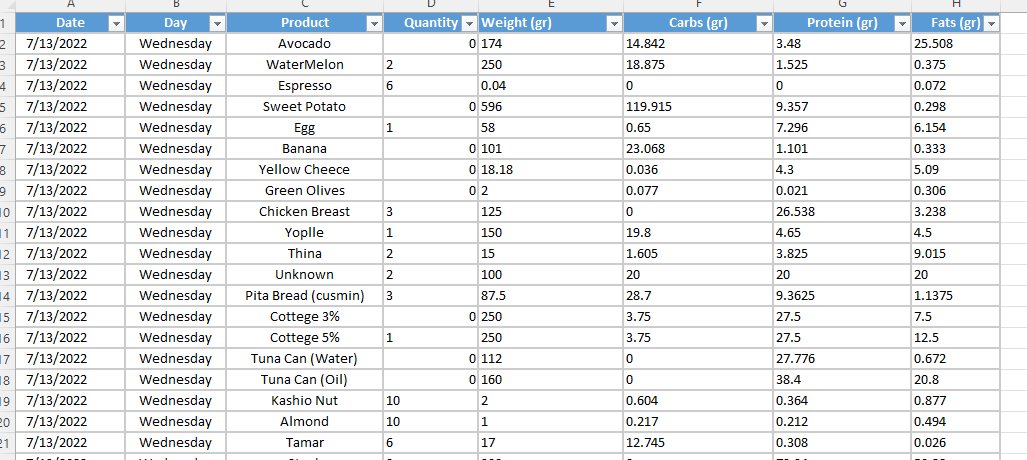 A B C D E F G H
1 Date Day Product Quantity Weight (gr) Carbs (gr) Protein (gr) Fats (gr)
2 7/13/2022 Wednesday Avocado 0 174 14.842 3.48 25.508
3 7/13/2022 Wednesday WaterMelon 2 250 18.875 1.525 0.375
4 7/13/2022 Wednesday Espresso 6 0.04 0 0 0.072
5 7/13/2022 Wednesday Sweet Potato 0 596 119.915 9.357 0.298
6 7/13/2022 Wednesday Egg 1 58 0.65 7.296 6.154
7 7/13/2022 Wednesday Banana 0 101 23.068 1.101 0.333
8 7/13/2022 Wednesday Yellow Cheece 0 18.18 0.036 4.3 5.09
9 7/13/2022 Wednesday Green Olives 0 2 0.077 0.021 0.306
10 7/13/2022 Wednesday Chicken Breast 3 125 0 26.538 3.238
11 7/13/2022 Wednesday Yoplle 1 150 19.8 4.65 4.5
12 7/13/2022 Wednesday Thina 2 15 1.605 3.825 9.015
13 7/13/2022 Wednesday Unknown 2 100 20 20 20
14 7/13/2022 Wednesday Pita Bread (cusmin) 3 87.5 28.7 9.3625 1.1375
15 7/13/2022 Wednesday Cottege 3% 0 250 3.75 27.5 7.5
16 7/13/2022 Wednesday Cottege 5% 1 250 3.75 27.5 12.5
17 7/13/2022 Wednesday Tuna Can (Water) 0 112 0 27.776 0.672
18 7/13/2022 Wednesday Tuna Can (Oil) 0 160 0 38.4 20.8
19 7/13/2022 Wednesday Kashio Nut 10 2 0.604 0.364 0.877
20 7/13/2022 Wednesday Almond 10 1 0.217 0.212 0.494
21 7/13/2022 Wednesday Tamar 6 17 12.745 0.308 0.026